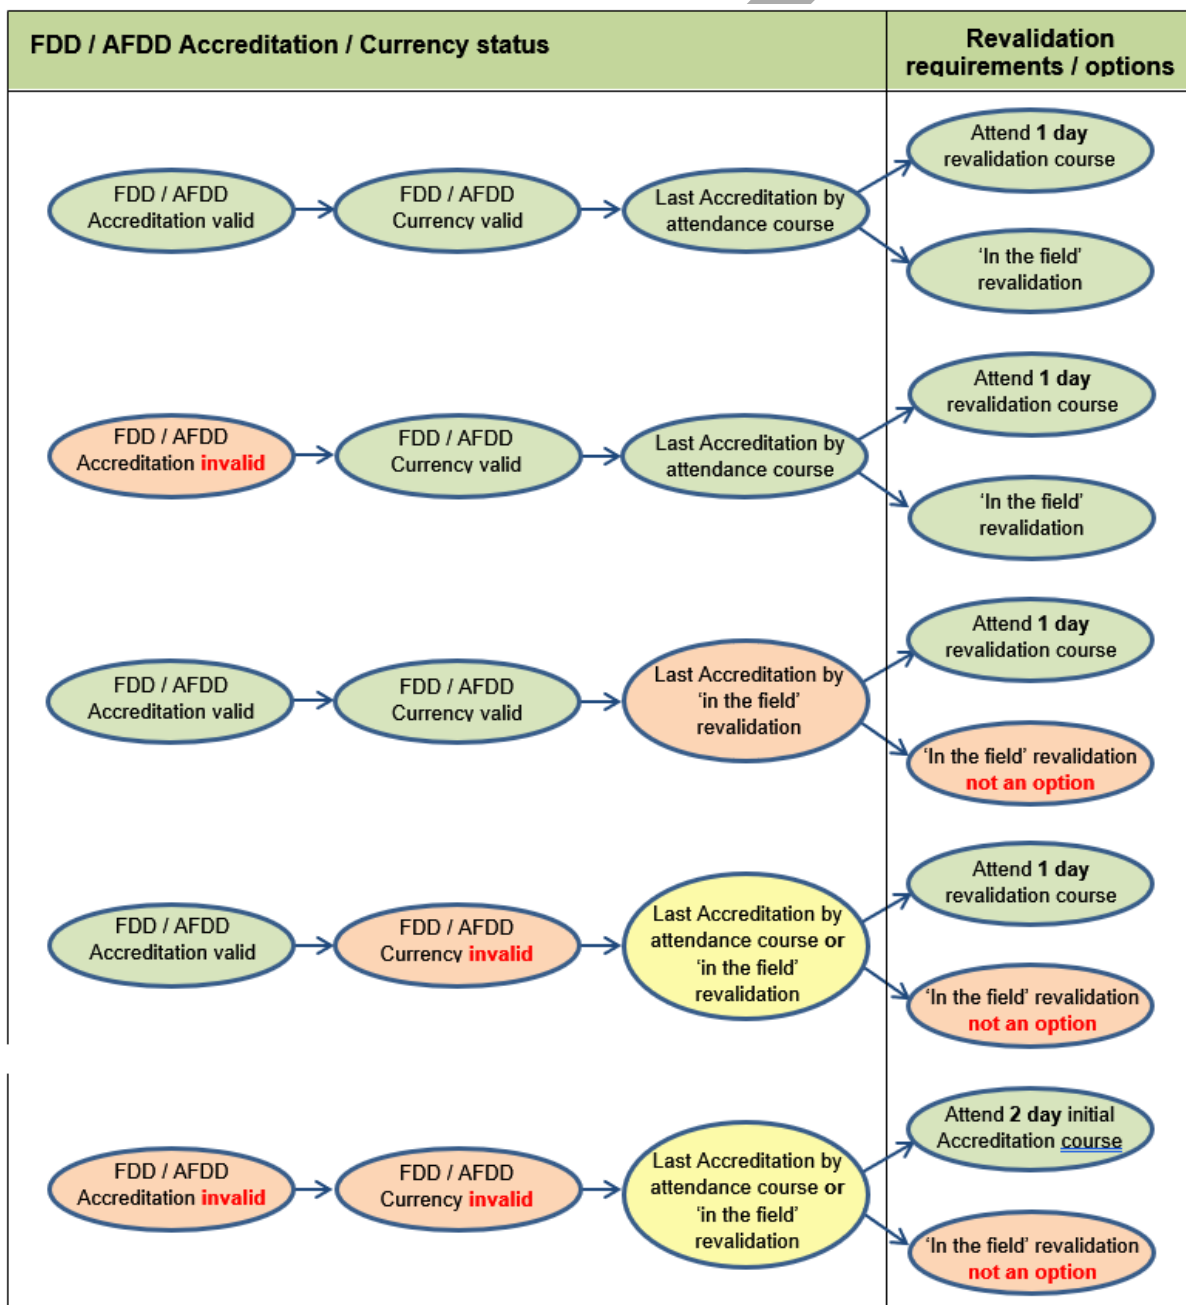 FDD / AFDD Accreditation / Currency status
Revalidation
requirements / options
FDD / AFDD
Accreditation valid
FDD / AFDD
Currency valid
Last Accreditation by
attendance course
Attend 1 day
revalidation course
‘In the field’
revalidation
FDD / AFDD
Accreditation invalid
FDD / AFDD
Currency valid
Last Accreditation by
attendance course
Attend 1 day
revalidation course
‘In the field’
revalidation
FDD / AFDD
Accreditation valid
FDD / AFDD
Currency valid
Last Accreditation by
‘in the field’
revalidation
Attend 1 day
revalidation course
‘In the field’ revalidation
not an option
FDD / AFDD
Accreditation valid
FDD / AFDD
Currency invalid
Last Accreditation by
attendance course or
‘in the field’
revalidation
Attend 1 day
revalidation course
‘In the field’ revalidation
not an option
FDD / AFDD
Accreditation invalid
FDD / AFDD
Currency invalid
Last Accreditation by
attendance course or
‘in the field’
revalidation
Attend 2 day initial
Accreditation course
‘In the field’ revalidation
not an option